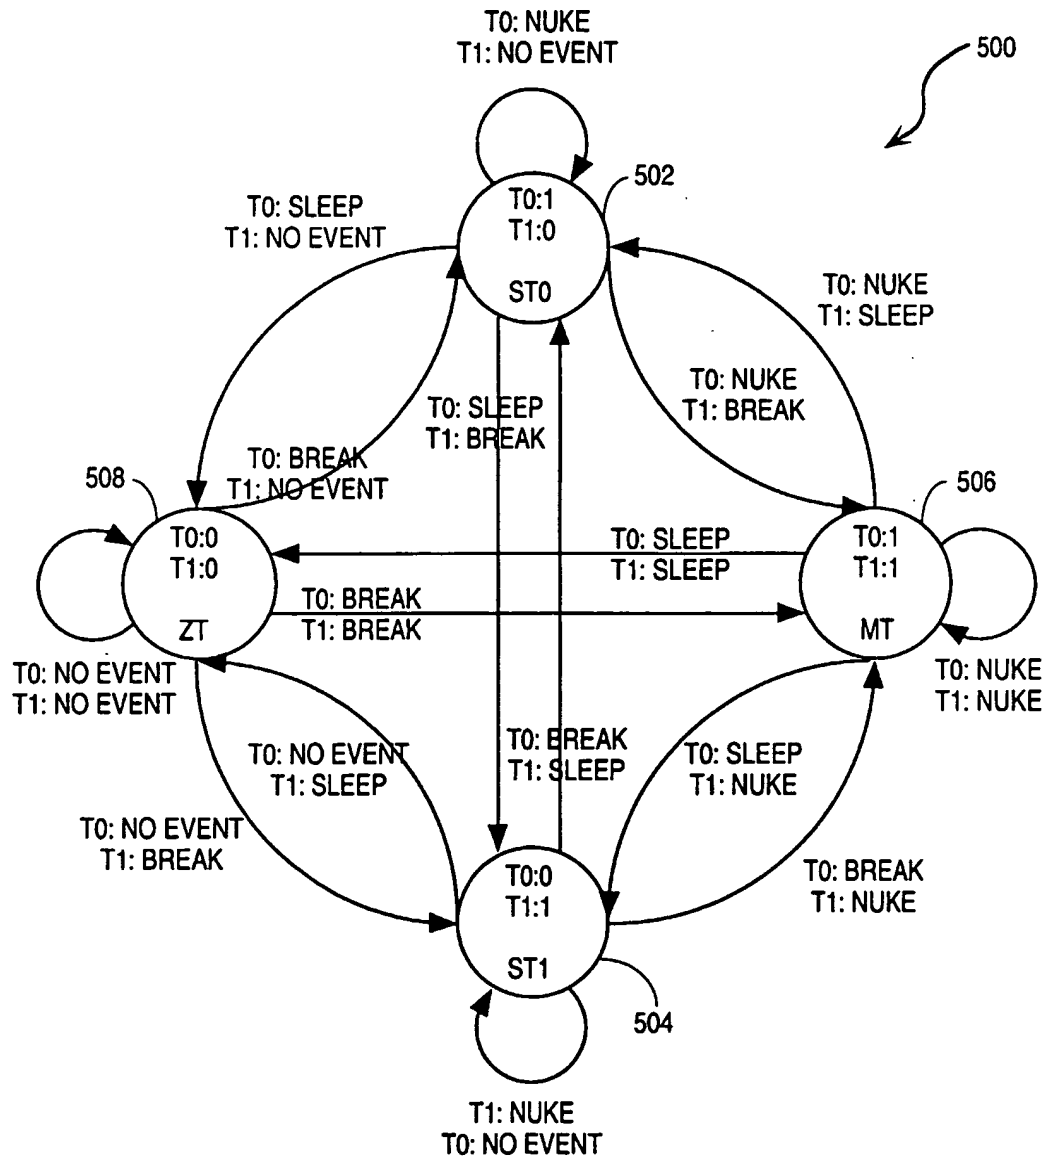 T0: NUKE
T1: NO EVENT
500
502
T0:1
T1:0
ST0
T0: SLEEP
T1: NO EVENT
T0: NUKE
T1: SLEEP
T0: NUKE
T1: BREAK
T0: SLEEP
T1: BREAK
T0: BREAK
T1: NO EVENT
508
506
T0:0
T1:0
ZT
T0: SLEEP
T1: SLEEP
T0:1
T1:1
MT
T0: BREAK
T1: BREAK
T0: NO EVENT
T1: NO EVENT
T0: NUKE
T1: NUKE
T0: NO EVENT
T1: SLEEP
T0: BREAK
T1: SLEEP
T0: SLEEP
T1: NUKE
T0: NO EVENT
T1: BREAK
T0: BREAK
T1: NUKE
T0:0
T1:1
ST1
504
T1: NUKE
T0: NO EVENT